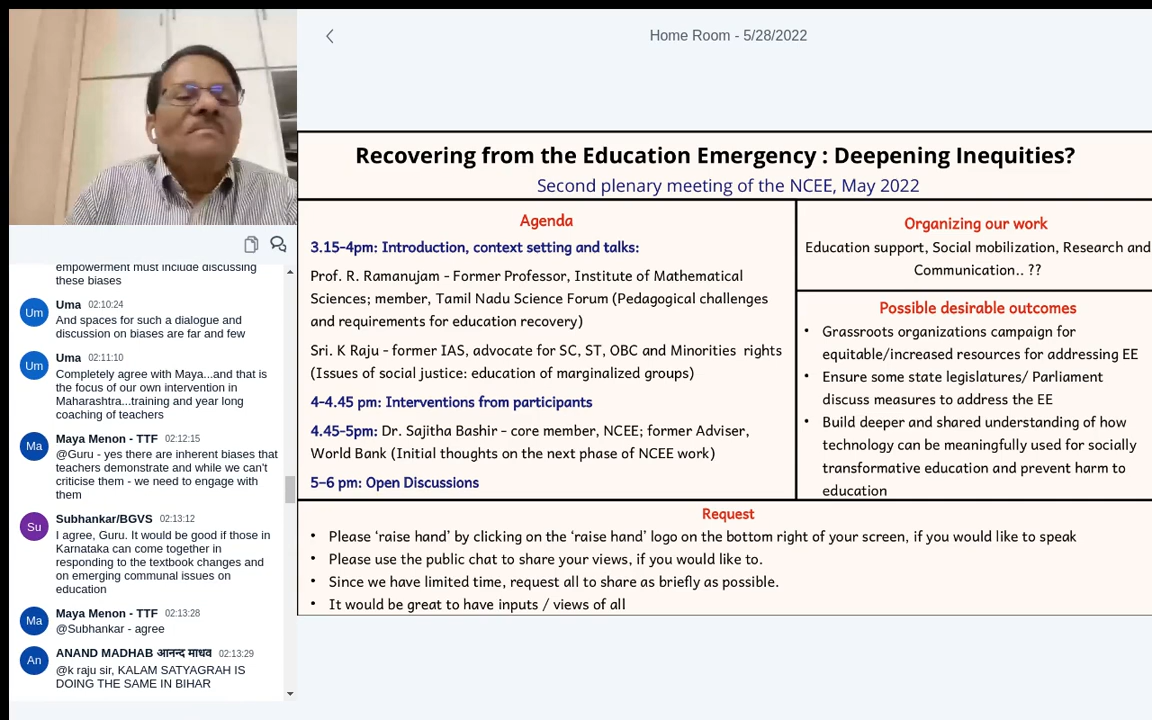 Home Room - 5/28/2022
empowerment must include discussing
these biases
Um
Uma 02:10:24
And spaces for such a dialogue and
discussion on biases are far and few
Um
Uma 02:11:10
Completely agree with Maya...and that is
the focus of our own intervention in
Maharashtra...training and year long
coaching of teachers
Ma
Maya Menon - TTF 02:12:15
@Guru - yes there are inherent biases that
teachers demonstrate and while we can't
criticise them - we need to engage with
them
Su
Subhankar/BGVS 02:13:12
I agree, Guru. It would be good if those in
Karnataka can come together in
responding to the textbook changes and
on emerging communal issues on
education
Ma
Maya Menon - TTF 02:13:28
@Subhankar - agree
An
ANAND MADHAB आनन्द माधव 02:13:29
@k raju sir, KALAM SATYAGRAH IS
DOING THE SAME IN BIHAR
Recovering from the Education Emergency : Deepening Inequities?
Second plenary meeting of the NCEE, May 2022
Agenda
3.15-4pm: Introduction, context setting and talks:
Prof. R. Ramanujam - Former Professor, Institute of Mathematical
Sciences; member, Tamil Nadu Science Forum (Pedagogical challenges
and requirements for education recovery)
Sri. K Raju - former IAS, advocate for SC, ST, OBC and Minorities rights
(Issues of social justice: education of marginalized groups)
4-4.45 pm: Interventions from participants
4.45-5pm: Dr. Sajitha Bashir - core member, NCEE; former Adviser,
World Bank (Initial thoughts on the next phase of NCEE work)
5-6 pm: Open Discussions
Organizing our work
Education support, Social mobilization, Research and
Communication.. ??
Possible desirable outcomes
• Grassroots organizations campaign for
equitable/increased resources for addressing EE
• Ensure some state legislatures/ Parliament
discuss measures to address the EE
• Build deeper and shared understanding of how
technology can be meaningfully used for socially
transformative education and prevent harm to
education
Request
• Please ‘raise hand’ by clicking on the ‘raise hand’ logo on the bottom right of your screen, if you would like to speak
• Please use the public chat to share your views, if you would like to.
• Since we have limited time, request all to share as briefly as possible.
• It would be great to have inputs / views of all